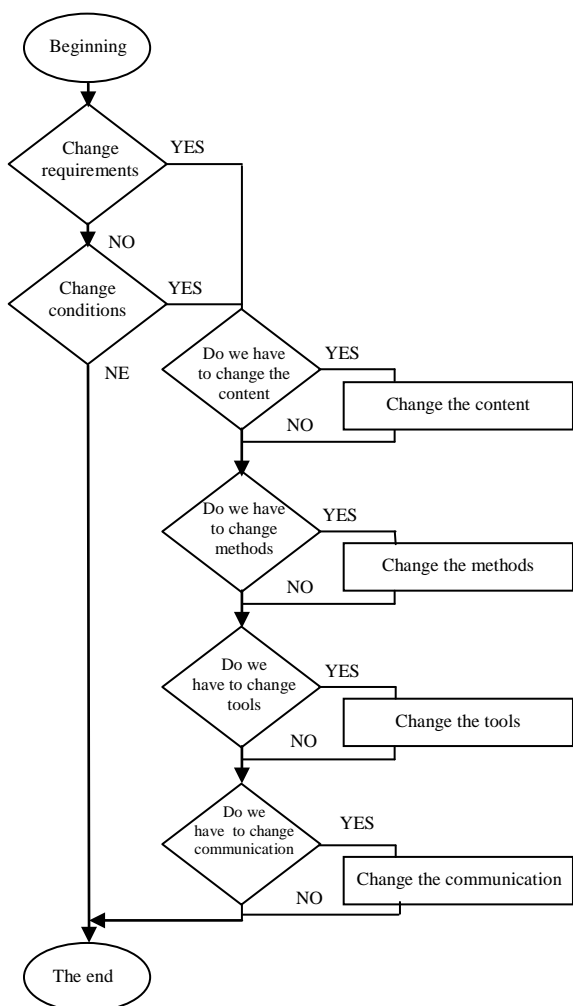 Beginning
Change
requirements
YES
NO
Change
conditions
YES
NE
Do we have
to change the
content
YES
Change the content
NO
Do we have
to change
methods
YES
Change the methods
NO
Do we
have to change
tools
YES
Change the tools
NO
Do we
have to change
communication
YES
Change the communication
NO
The end